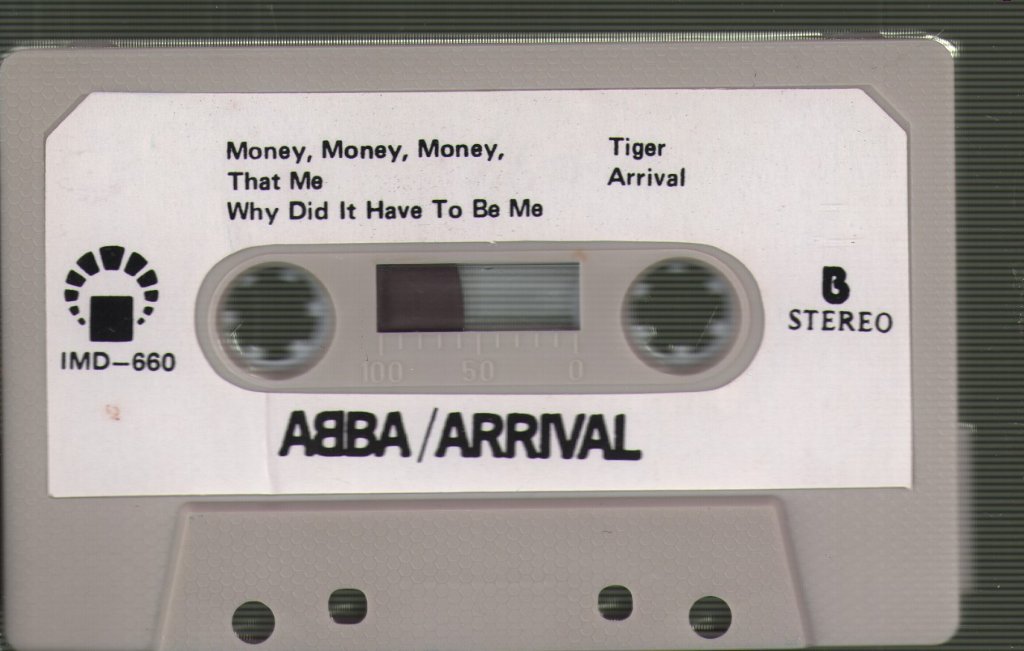 Money, Money, Money,
That Me
Why Did It Have To Be Me
Tiger
Arrival
IMD–660
B
STEREO
100 50 0
ABBA/ARRIVAL